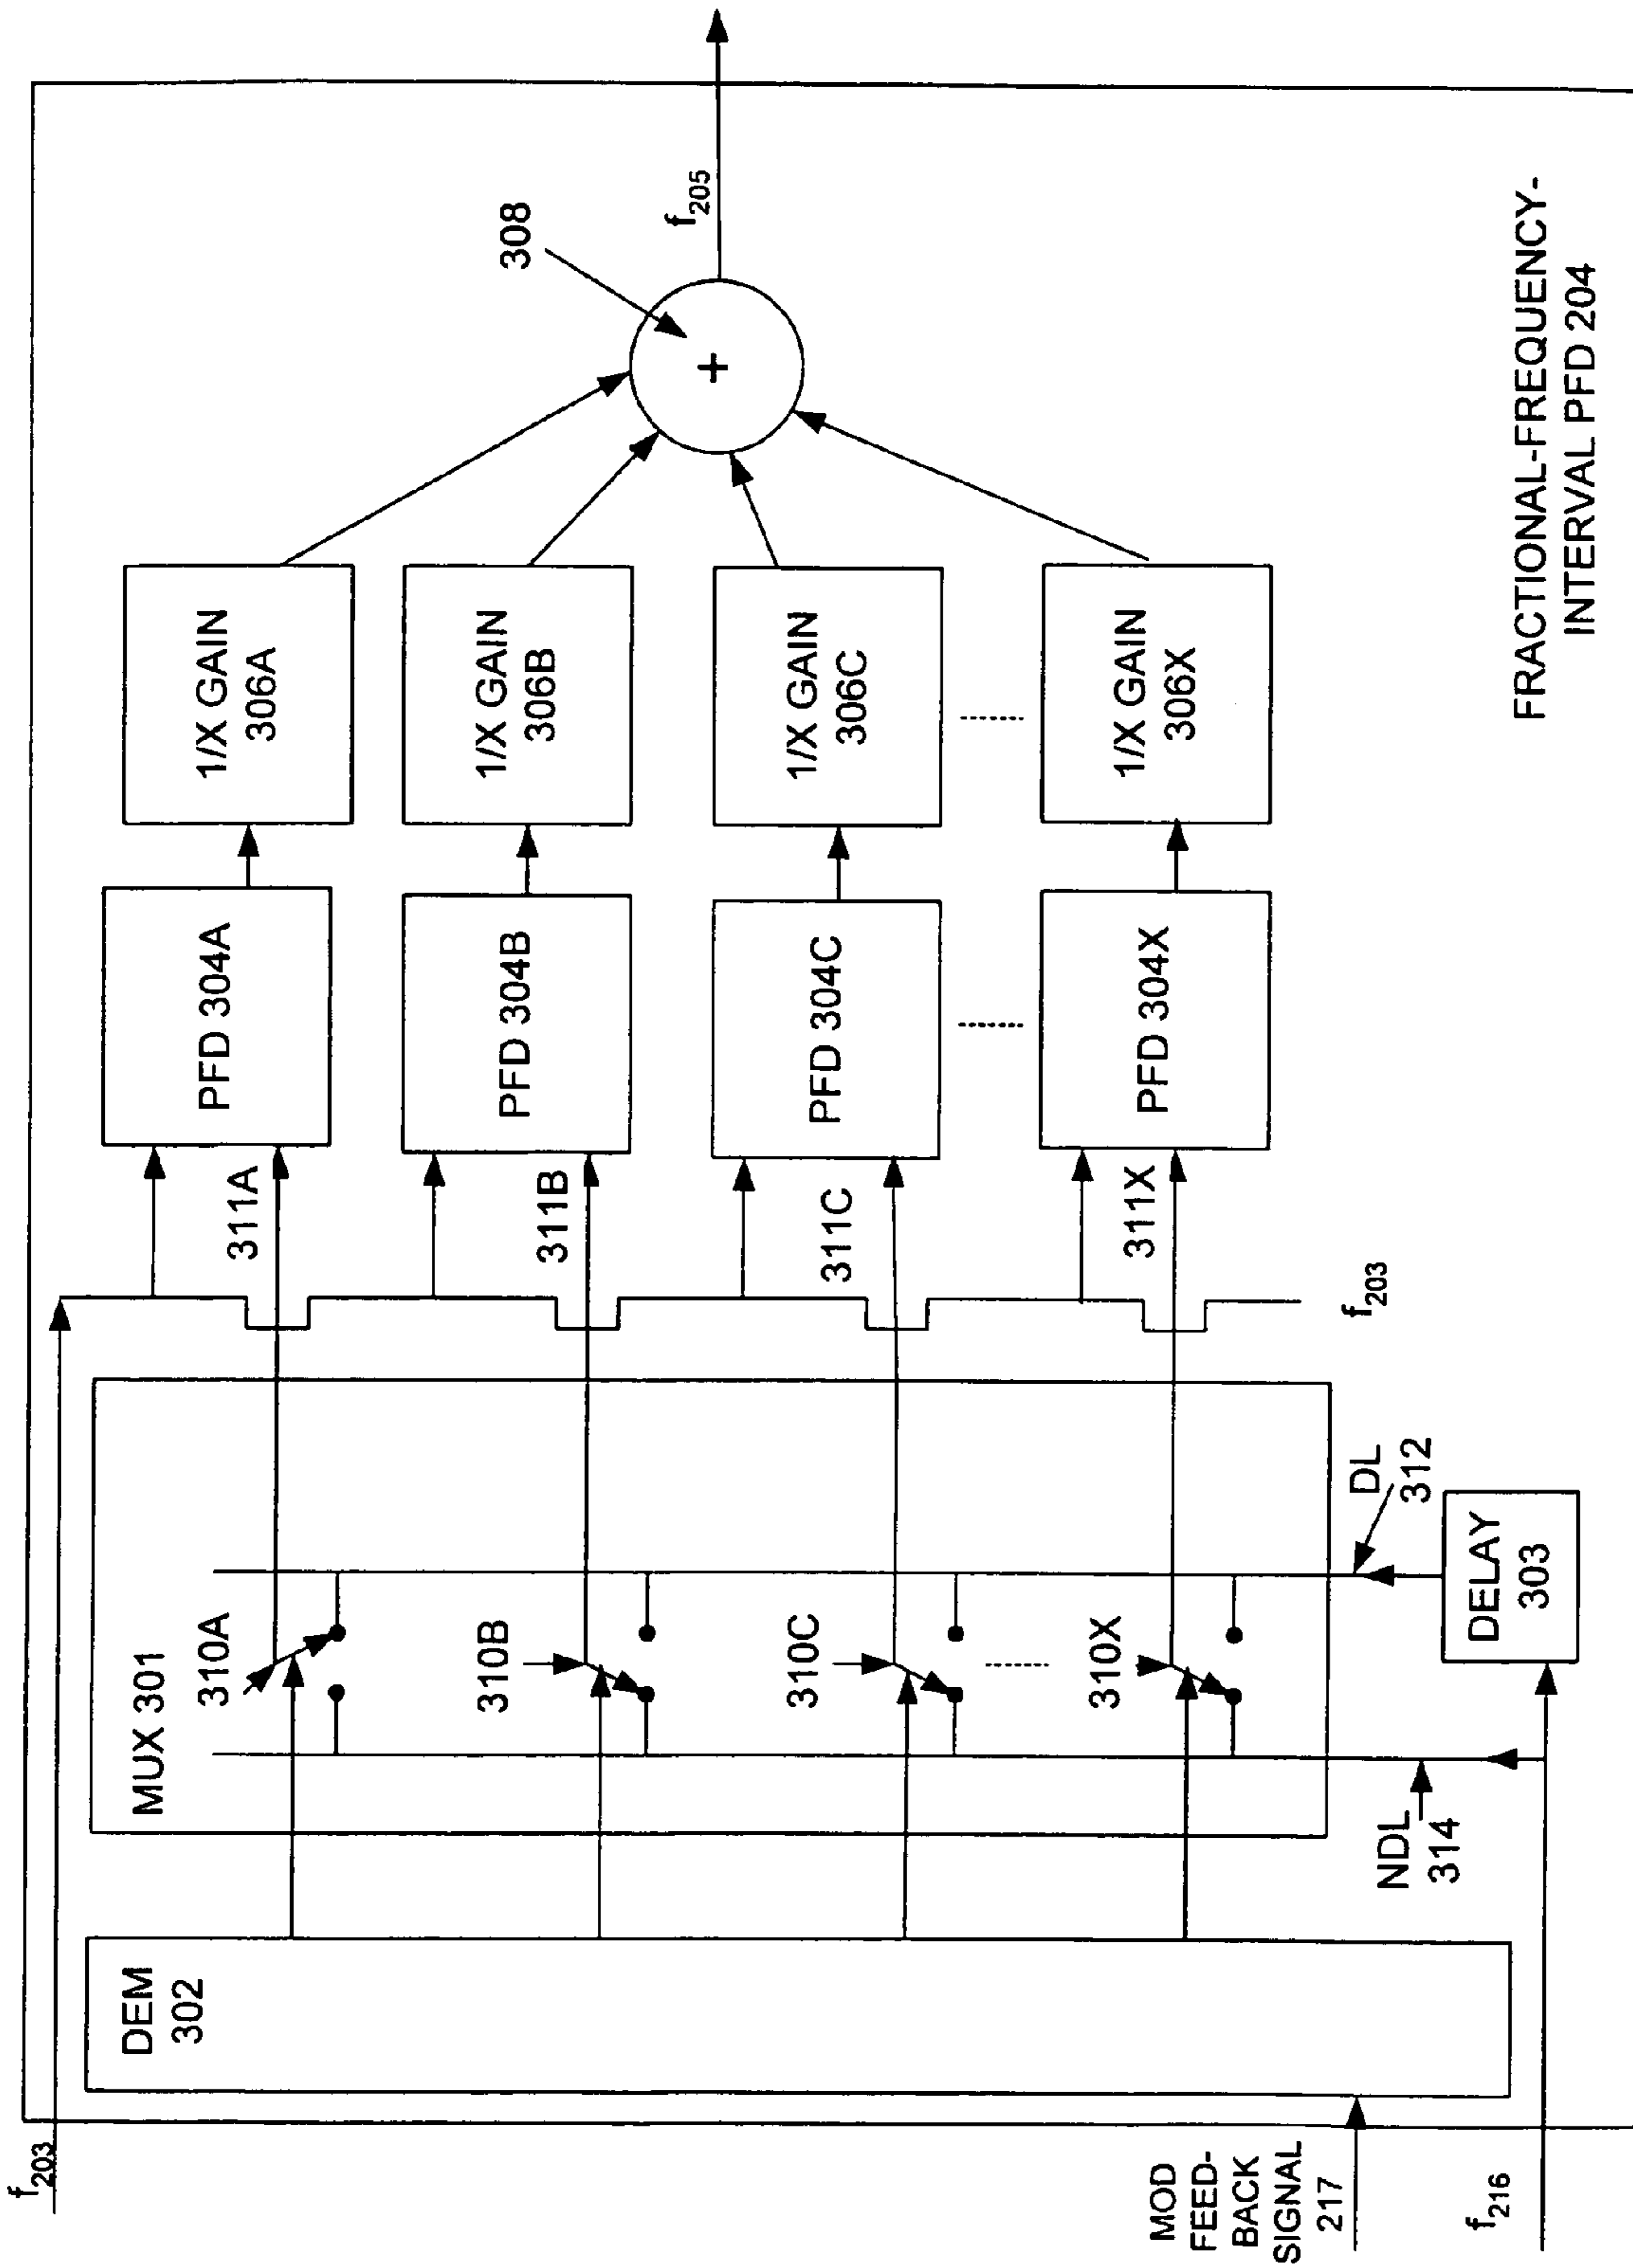 f203
MOD
FEED-
BACK
SIGNAL
217
f216
DEM
302
MUX 301
310A
310B
310C
310X
NDL
314
DL
312
DELAY
303
f203
311A
311B
311C
311X
PFD 304A
PFD 304B
PFD 304C
PFD 304X
1/X GAIN
306A
1/X GAIN
306B
1/X GAIN
306C
1/X GAIN
306X
308
+
f205
FRACTIONAL-FREQUENCY-
INTERVAL PFD 204